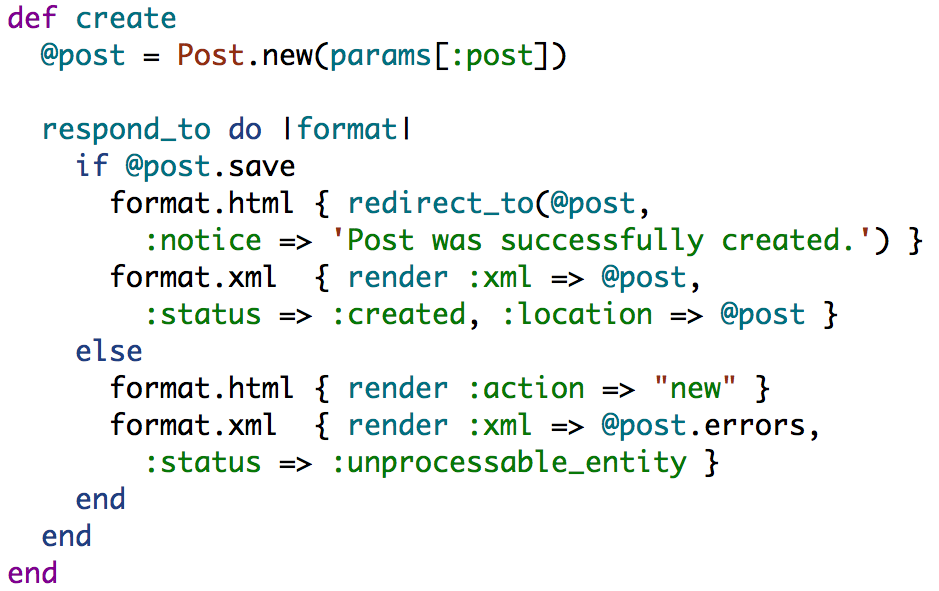 def create
  @post = Post.new(params[:post])

  respond_to do |format|
    if @post.save
      format.html { redirect_to(@post,
        :notice => 'Post was successfully created.') }
      format.xml  { render :xml => @post,
        :status => :created, :location => @post }
    else
      format.html { render :action => "new" }
      format.xml  { render :xml => @post.errors,
        :status => :unprocessable_entity }
    end
  end
end